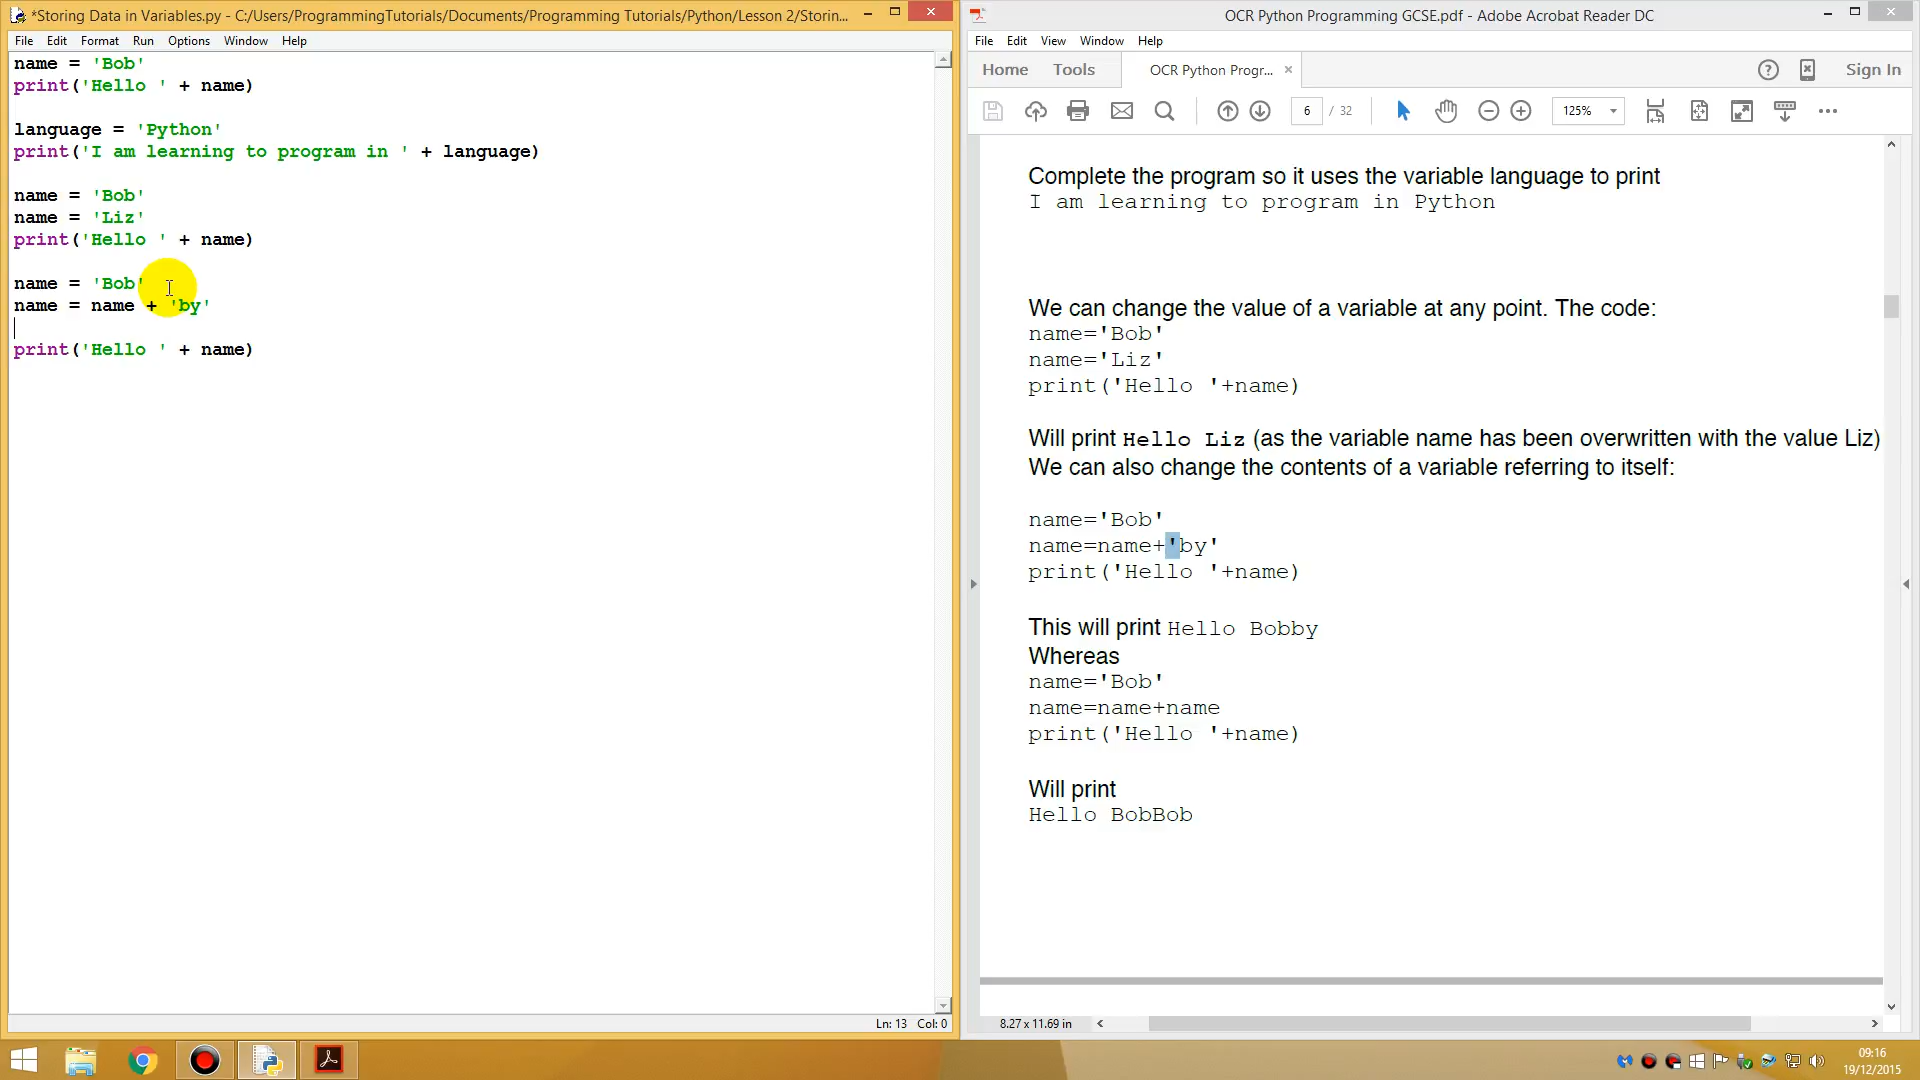 *Storing Data in Variables.py - C:/Users/ProgrammingTutorials/Documents/Programming Tutorials/Python/Lesson 2/Storin...
File Edit Format Run Options Window Help
name = 'Bob'
print('Hello ' + name)
language = 'Python'
print('I am learning to program in ' + language)
name = 'Bob'
name = 'Liz'
print('Hello ' + name)
name = 'Bob'
name = name + 'by'
print('Hello ' + name)
Ln: 13 Col: 0
OCR Python Programming GCSE.pdf - Adobe Acrobat Reader DC
File Edit View Window Help
Home Tools OCR Python Progr... × Sign In
6 / 32 125%
Complete the program so it uses the variable language to print
I am learning to program in Python
We can change the value of a variable at any point. The code:
name='Bob'
name='Liz'
print('Hello '+name)
Will print Hello Liz (as the variable name has been overwritten with the value Liz)
We can also change the contents of a variable referring to itself:
name='Bob'
name=name+'by'
print('Hello '+name)
This will print Hello Bobby
Whereas
name='Bob'
name=name+name
print('Hello '+name)
Will print
Hello BobBob
8.27 x 11.69 in
09:16
19/12/2015